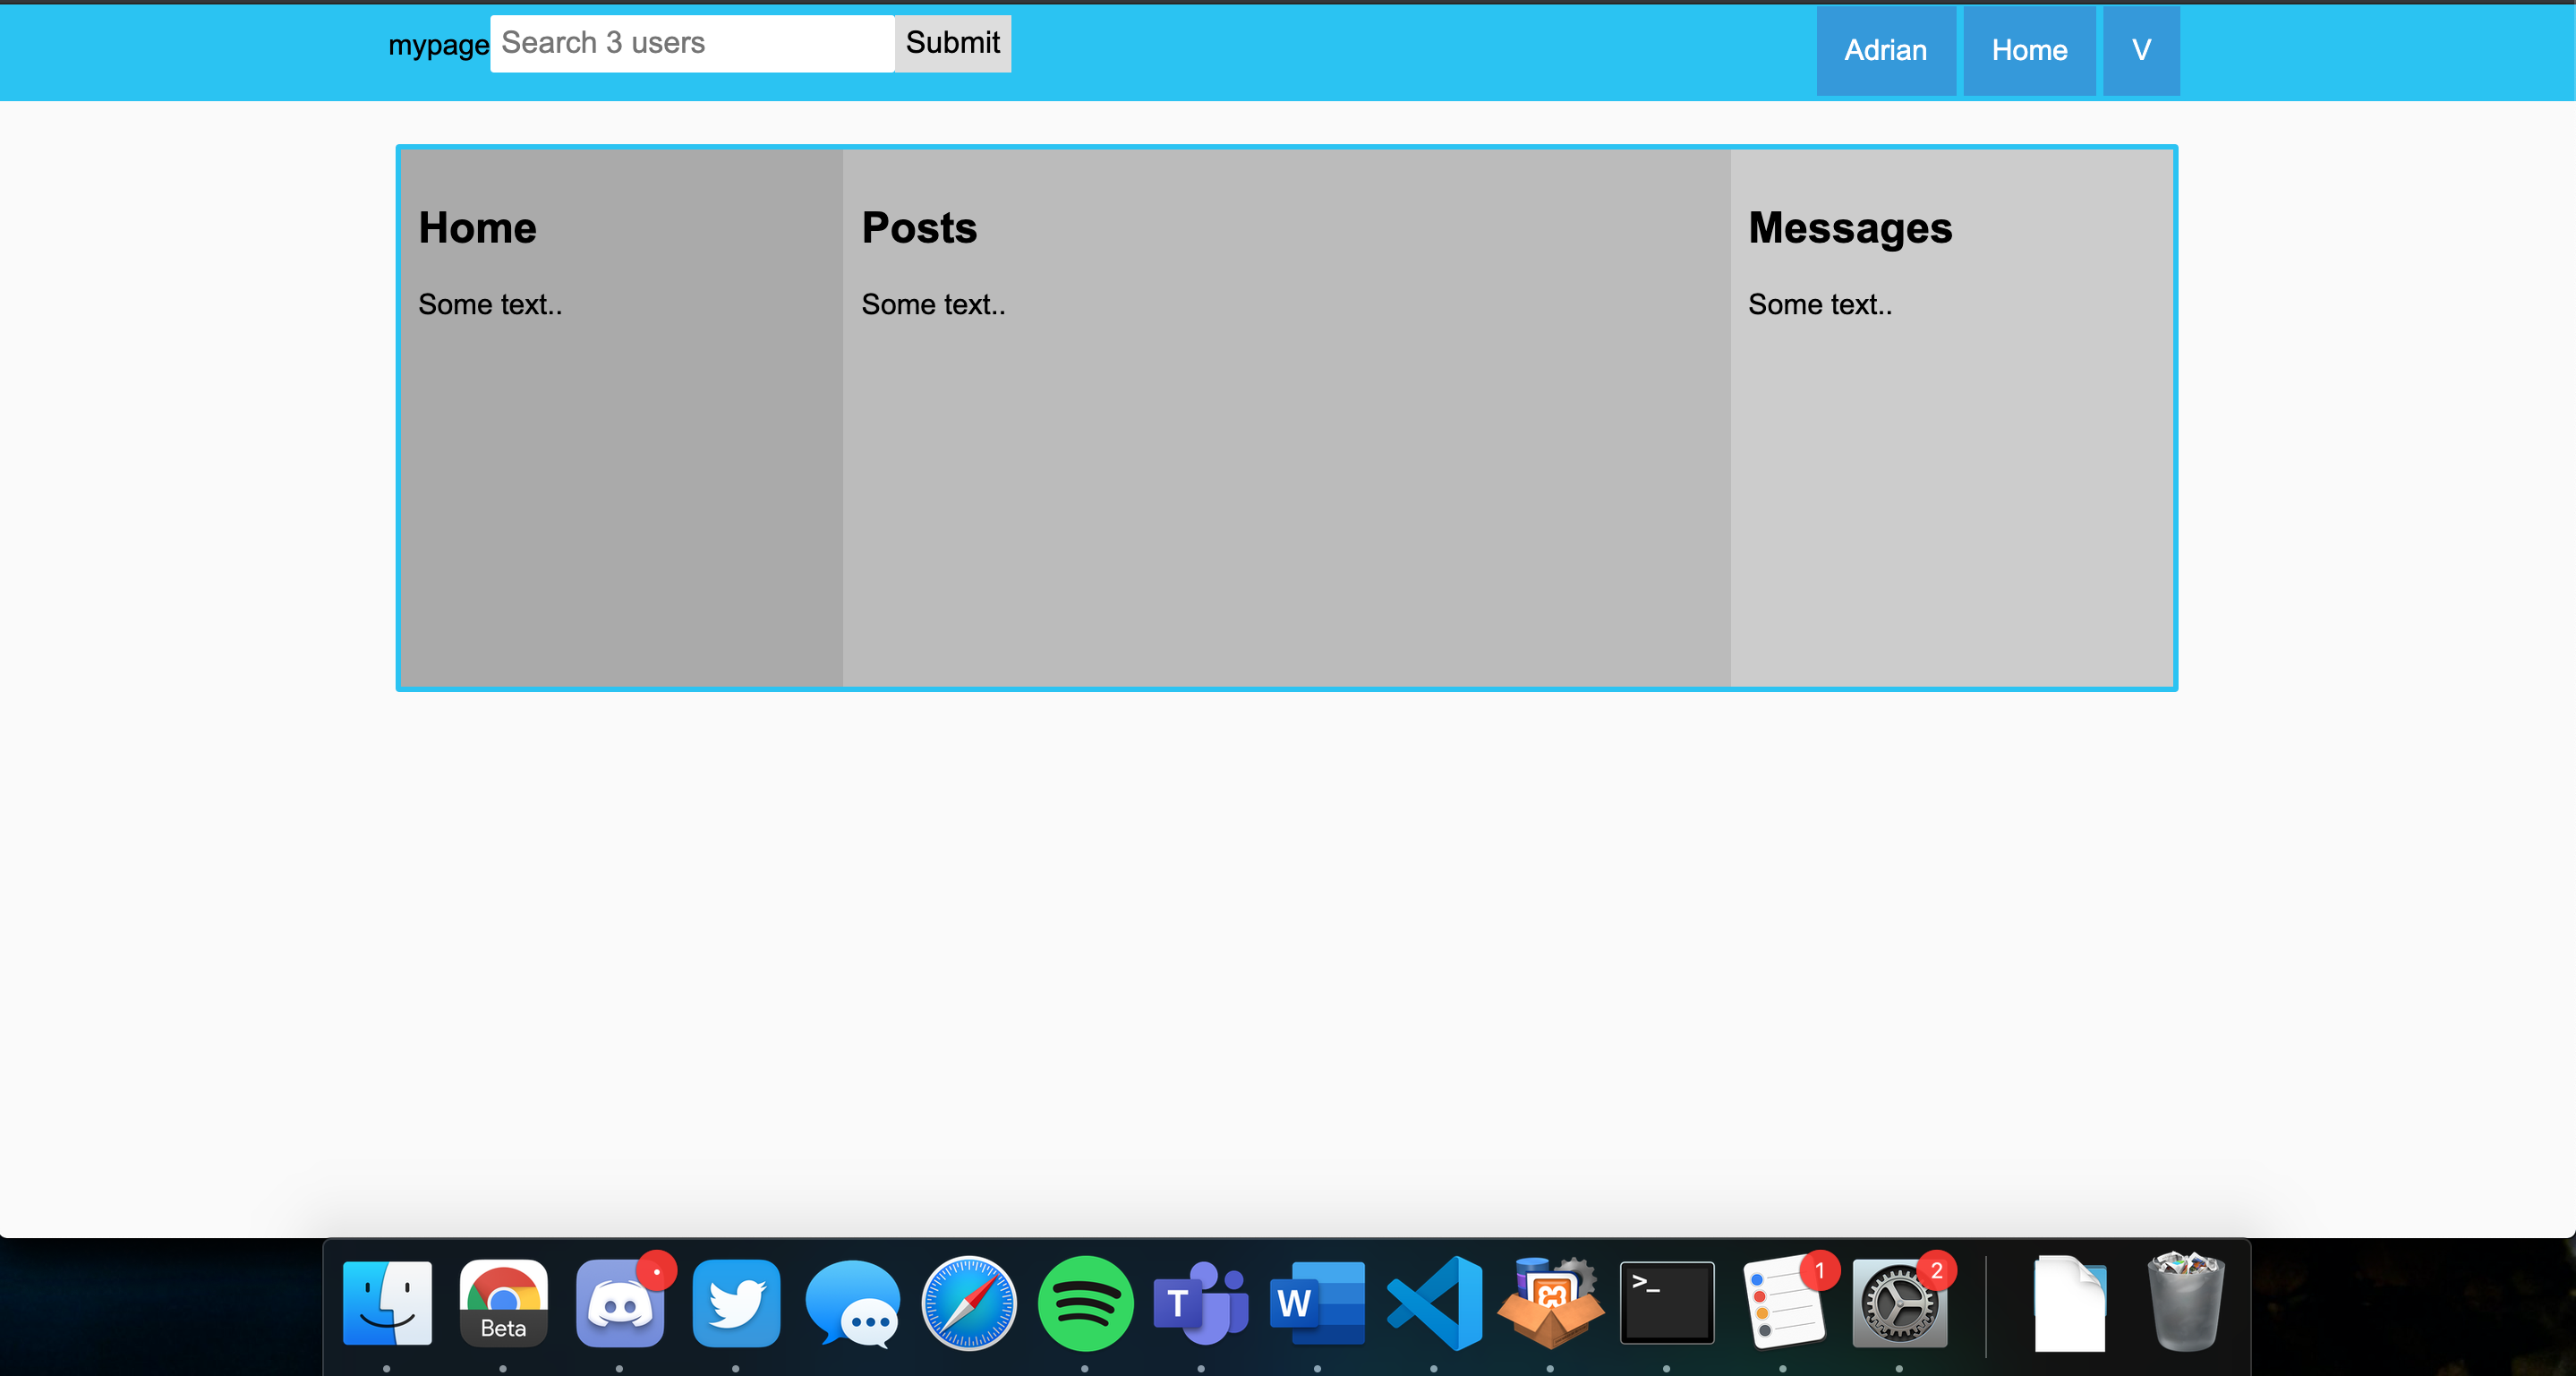 mypage Search 3 users Submit Adrian Home V
Home Posts Messages
Some text.. Some text.. Some text..
Beta T W >_ 1 2